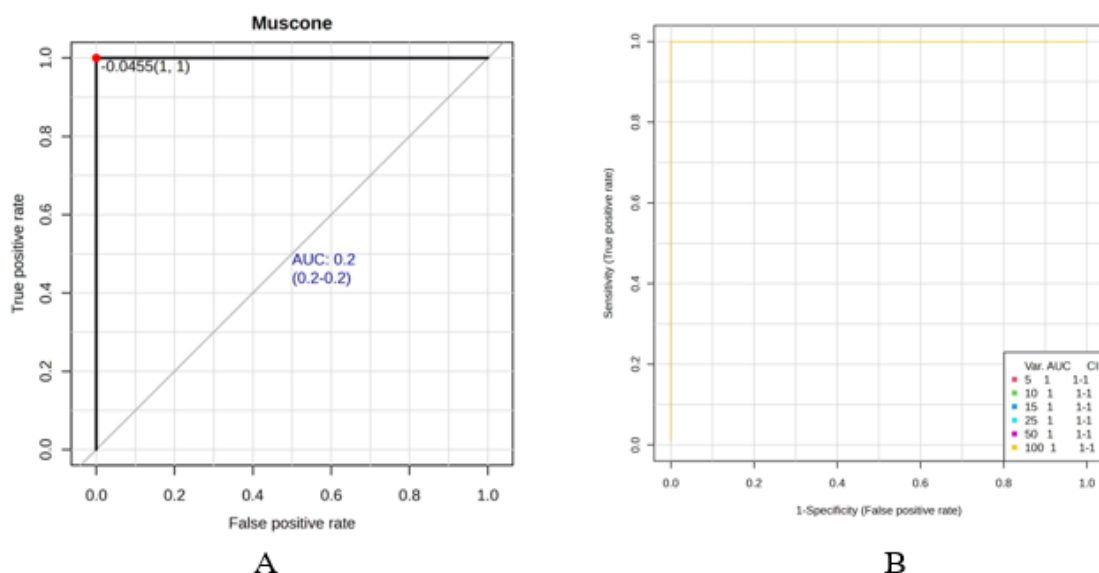 Muscone
-0.0455(1, 1)
AUC: 0.2
(0.2-0.2)
True positive rate
0.0 0.2 0.4 0.6 0.8 1.0
0.0 0.2 0.4 0.6 0.8 1.0
False positive rate
A
Sensitivity (True positive rate)
0.0 0.2 0.4 0.6 0.8 1.0
Var. AUC CI
5 1 1-1
10 1 1-1
15 1 1-1
25 1 1-1
50 1 1-1
100 1 1-1
0.0 0.2 0.4 0.6 0.8 1.0
1-Specificity (False positive rate)
B